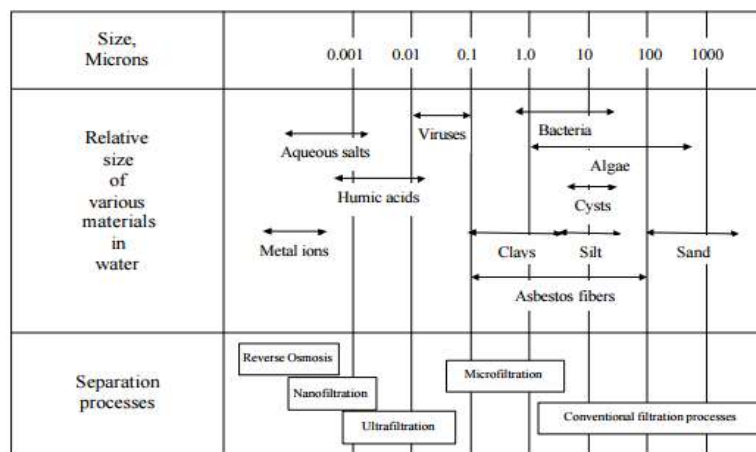 Size,
Microns
0.001 0.01 0.1 1.0 10 100 1000
Relative
size
of
various
materials
in
water
Viruses
Bacteria
Aqueous salts
Algae
Humic acids
Cysts
Metal ions
Clays
Silt
Sand
Asbestos fibers
Separation
processes
Reverse Osmosis
Microfiltration
Nanofiltration
Conventional filtration processes
Ultrafiltration